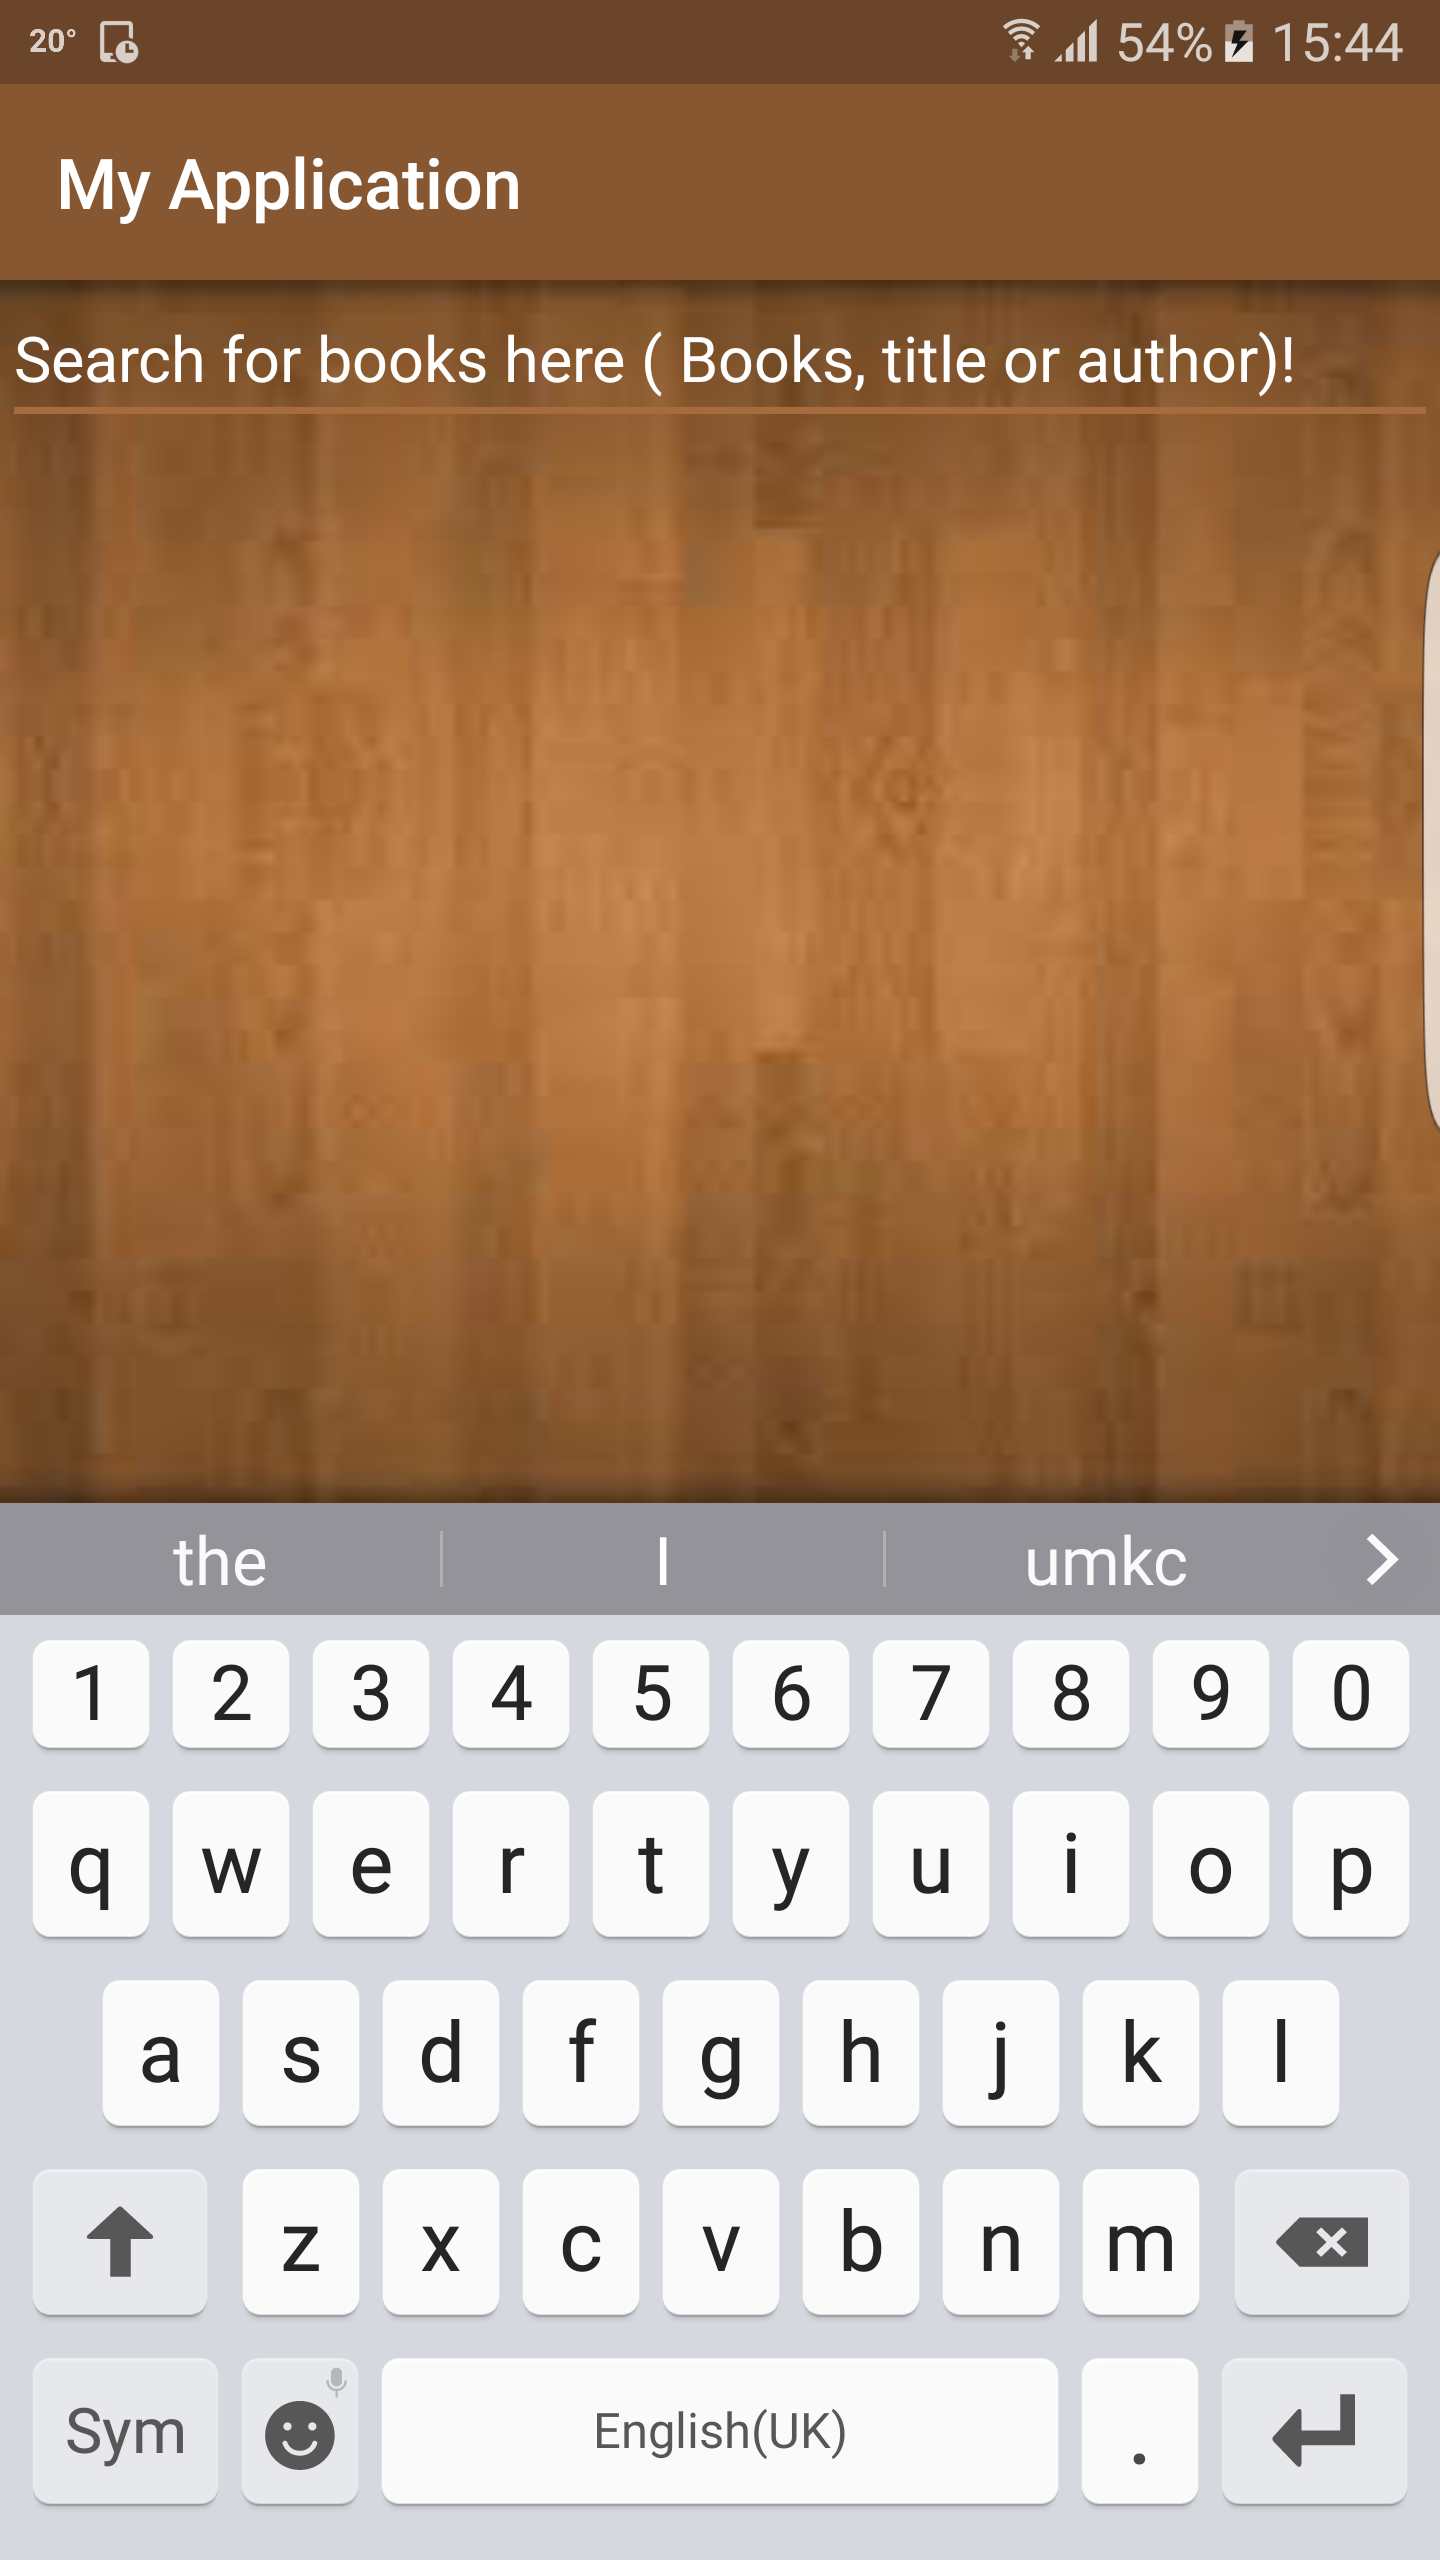 20° 54% 15:44
My Application
Search for books here ( Books, title or author)!
the I umkc
1 2 3 4 5 6 7 8 9 0
q w e r t y u i o p
a s d f g h j k l
z x c v b n m
Sym English(UK) .